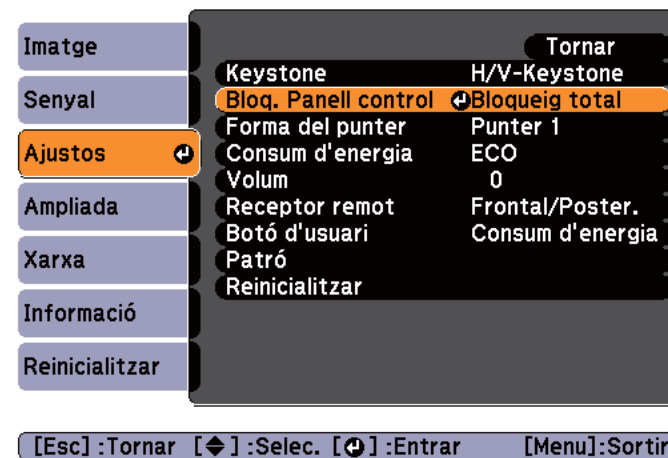 Imatge
Senyal
Ajustos
Ampliada
Xarxa
Informació
Reinicialitzar
Tornar
Keystone H/V-Keystone
Bloq. Panell control Bloqueig total
Forma del punter Punter 1
Consum d'energia ECO
Volum 0
Receptor remot Frontal/Poster.
Botó d'usuari Consum d'energia
Patró
Reinicialitzar
[Esc] :Tornar [ ] :Selec. [ ] :Entrar [Menu]:Sortir